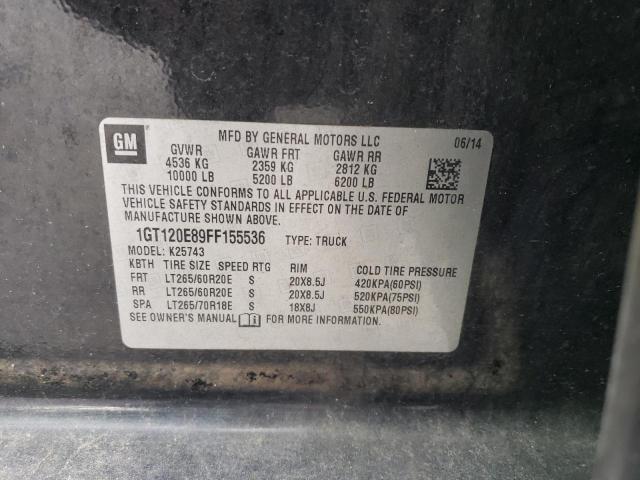 GM
MFD BY GENERAL MOTORS LLC 06/14
GVWR GAWR FRT GAWR RR
4536 KG 2359 KG 2812 KG
10000 LB 5200 LB 6200 LB
THIS VEHICLE CONFORMS TO ALL APPLICABLE U.S. FEDERAL MOTOR
VEHICLE SAFETY STANDARDS IN EFFECT ON THE DATE OF
MANUFACTURE SHOWN ABOVE.
1GT120E89FF155536 TYPE: TRUCK
MODEL: K25743
KBTH TIRE SIZE SPEED RTG RIM COLD TIRE PRESSURE
FRT LT265/60R20E S 20X8.5J 420KPA(60PSI)
RR LT265/60R20E S 20X8.5J 520KPA(75PSI)
SPA LT265/70R18E S 18X8J 550KPA(80PSI)
SEE OWNER'S MANUAL FOR MORE INFORMATION.